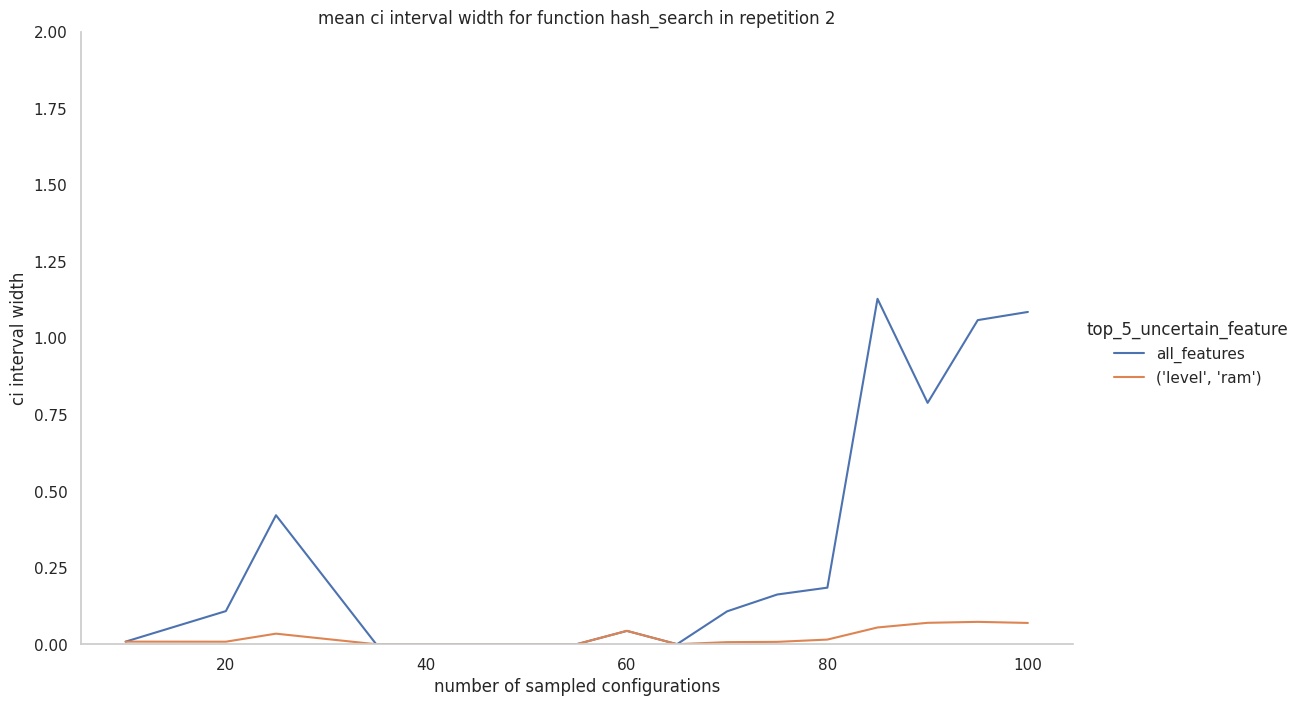 mean ci interval width for function hash_search in repetition 2
2.00
1.75
1.50
1.25
1.00
0.75
0.50
0.25
0.00
ci interval width
20
40
60
80
100
number of sampled configurations
top_5_uncertain_feature
all_features
('level', 'ram')